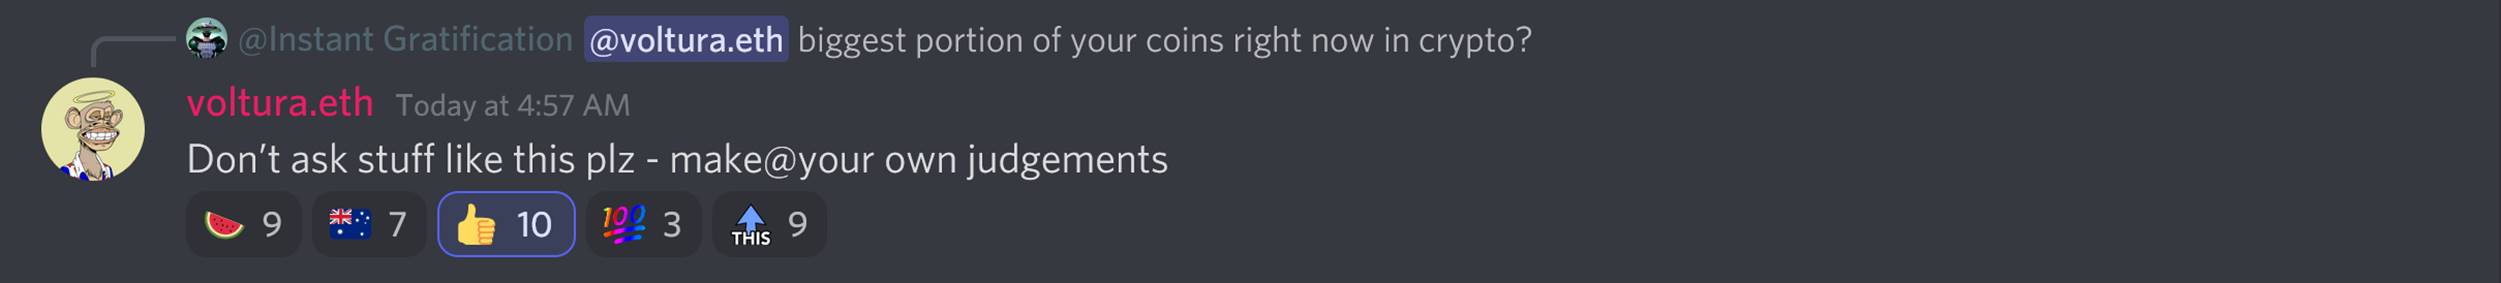 @Instant Gratification @voltura.eth biggest portion of your coins right now in crypto?
voltura.eth Today at 4:57 AM
Don't ask stuff like this plz - make@your own judgements
9 7 10 100 3 THIS 9